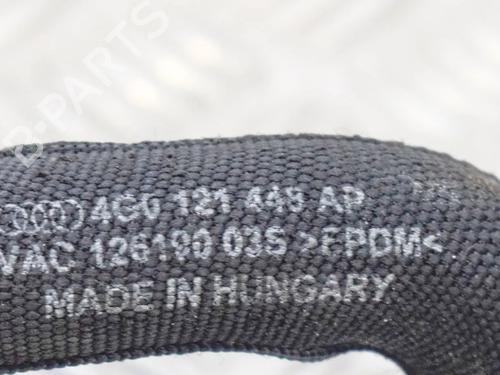 B-PARTS
4G0 121 449 AP
VAC 126190 03S >EPDM<
MADE IN HUNGARY